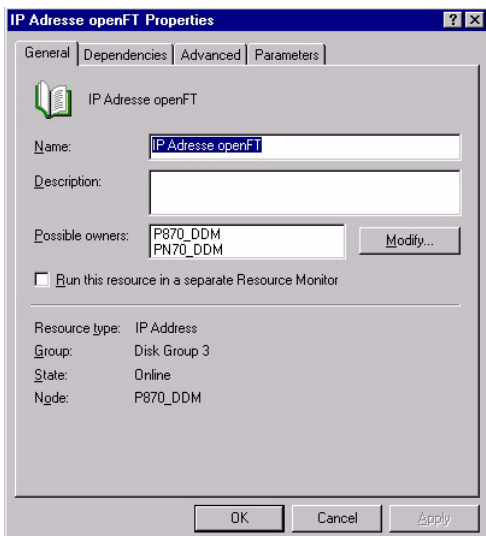 IP Adresse openFT Properties
General Dependencies Advanced Parameters
IP Adresse openFT
Name: IP Adresse openFT
Description:
Possible owners: P870_DDM
PN70_DDM
Modify...
Run this resource in a separate Resource Monitor
Resource type: IP Address
Group: Disk Group 3
State: Online
Node: P870_DDM
OK Cancel Apply